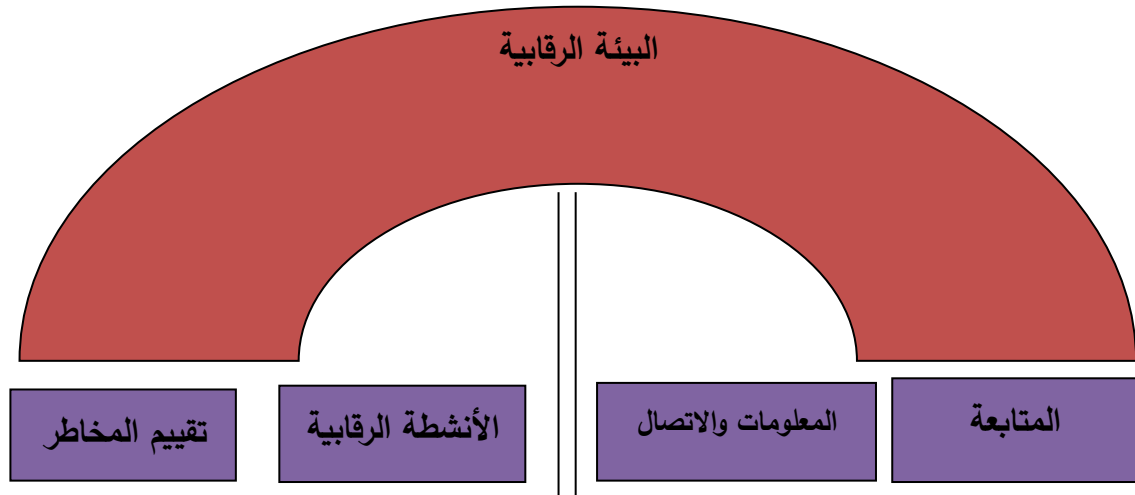 البيئة الرقابية
المتابعة
المعلومات والاتصال
الأنشطة الرقابية
تقييم المخاطر